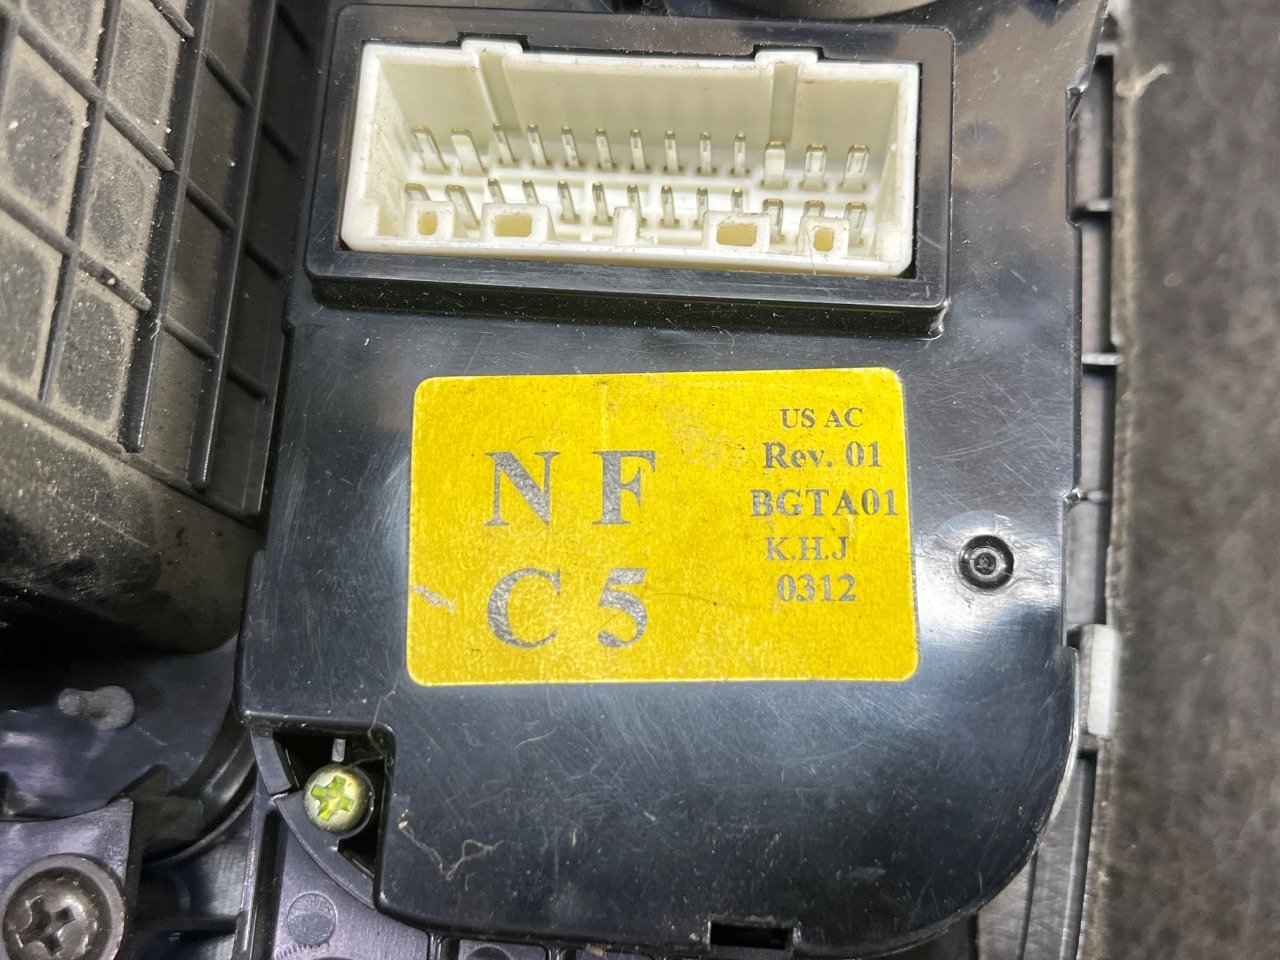 N F
C 5
US AC
Rev. 01
BGTA01
K.H.J
0312